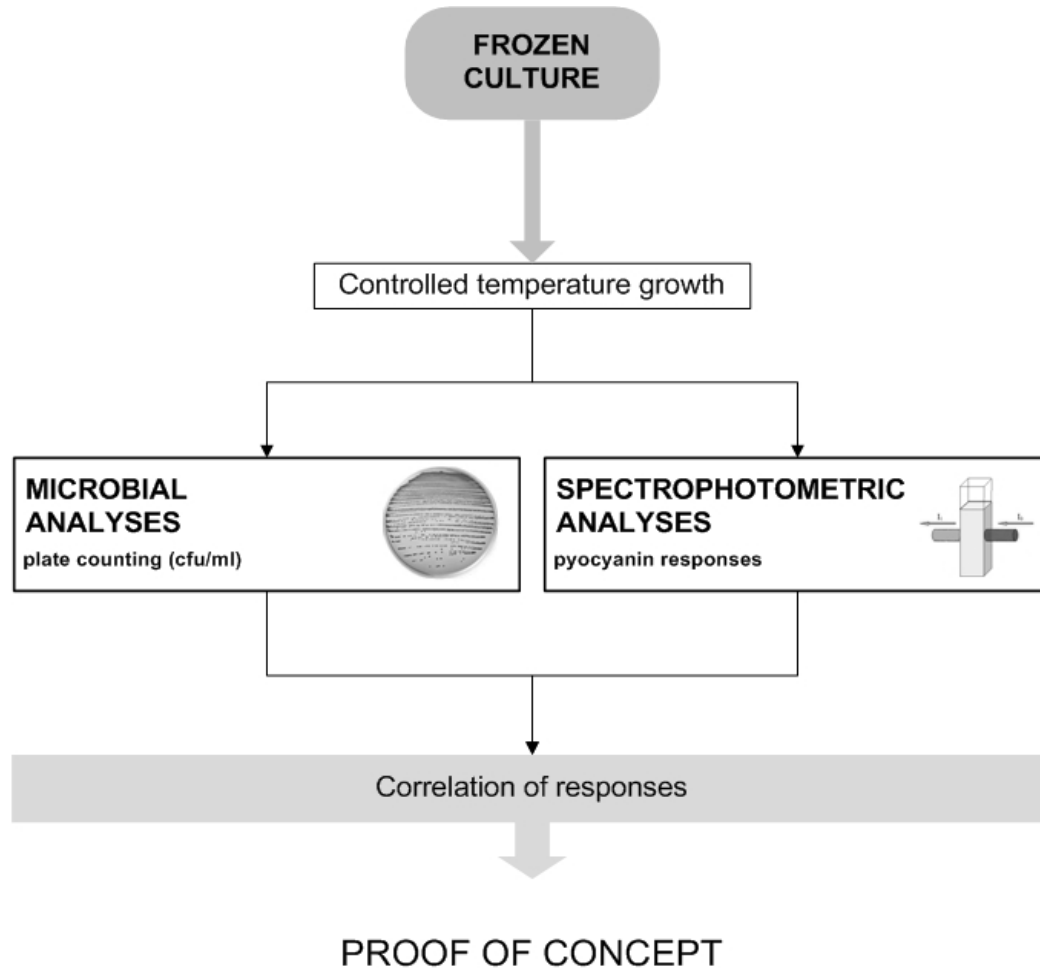 FROZEN
CULTURE
Controlled temperature growth
MICROBIAL
ANALYSES
plate counting (cfu/ml)
SPECTROPHOTOMETRIC
ANALYSES
pyocyanin responses
Correlation of responses
PROOF OF CONCEPT